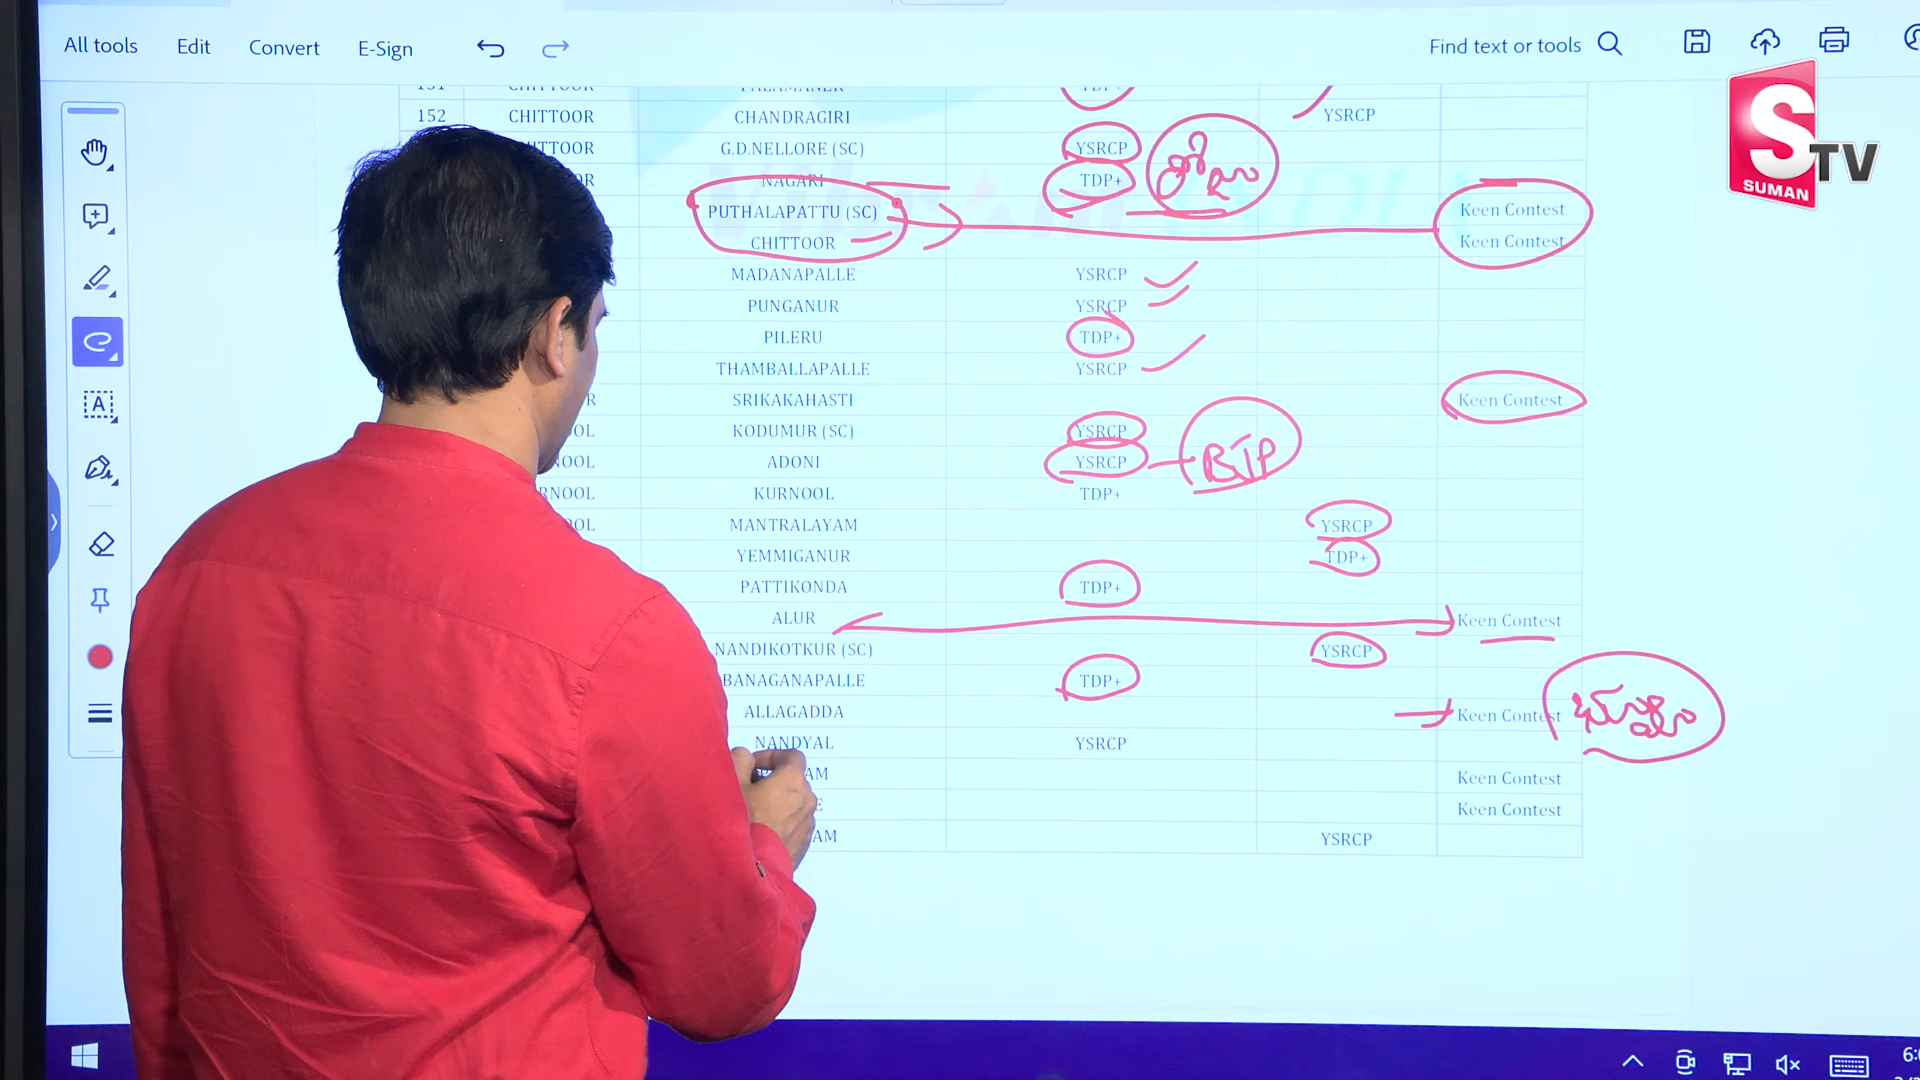 All tools Edit Convert E-Sign Find text or tools
S TV
SUMAN
152 CHITTOOR CHANDRAGIRI YSRCP
G.D.NELLORE (SC) YSRCP
NAGARI TDP+
PUTHALAPATTU (SC) Keen Contest
CHITTOOR Keen Contest
MADANAPALLE YSRCP
PUNGANUR YSRCP
PILERU TDP+
THAMBALLAPALLE YSRCP
SRIKAKAHASTI Keen Contest
KODUMUR (SC) YSRCP
ADONI YSRCP BJP
KURNOOL TDP+
MANTRALAYAM YSRCP
YEMMIGANUR TDP+
PATTIKONDA TDP+
ALUR Keen Contest
NANDIKOTKUR (SC) YSRCP
BANAGANAPALLE TDP+
ALLAGADDA Keen Contest
NANDYAL YSRCP
Keen Contest
Keen Contest
YSRCP